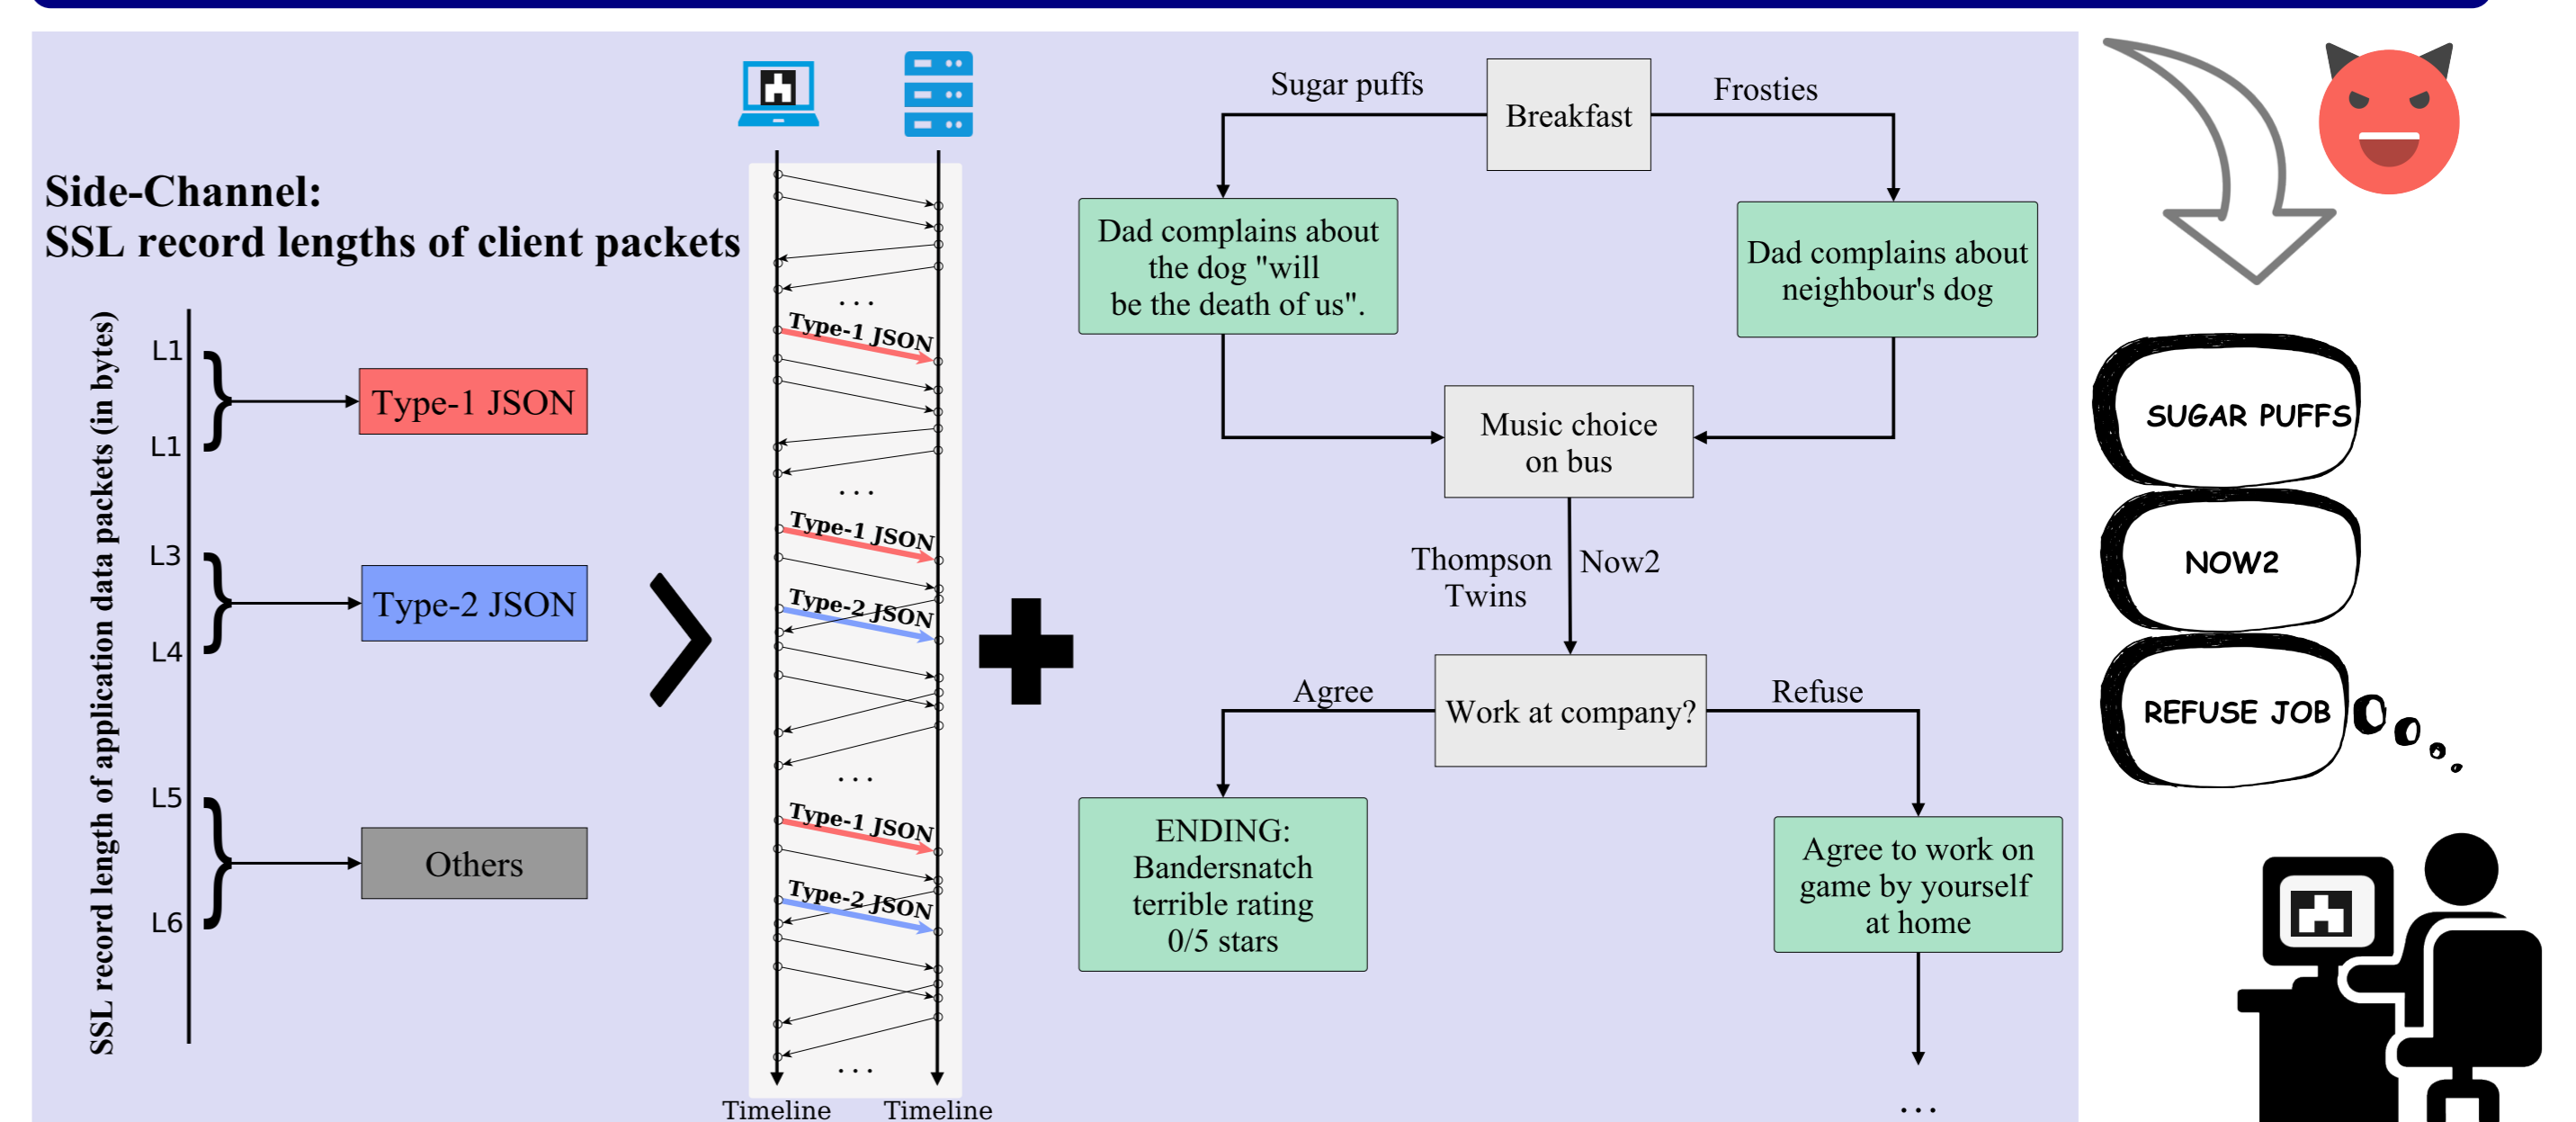 Side-Channel:
SSL record lengths of client packets
SSL record length of application data packets (in bytes)
L1
L1
L3
L4
L5
L6
Type-1 JSON
Type-2 JSON
Others
. . .
Type-1 JSON
. . .
Type-1 JSON
Type-2 JSON
. . .
Type-1 JSON
Type-2 JSON
. . .
Timeline
Timeline
Sugar puffs
Breakfast
Frosties
Dad complains about
the dog "will
be the death of us".
Dad complains about
neighbour's dog
Music choice
on bus
Thompson
Twins
Now2
Work at company?
Agree
Refuse
ENDING:
Bandersnatch
terrible rating
0/5 stars
Agree to work on
game by yourself
at home
. . .
SUGAR PUFFS
NOW2
REFUSE JOB